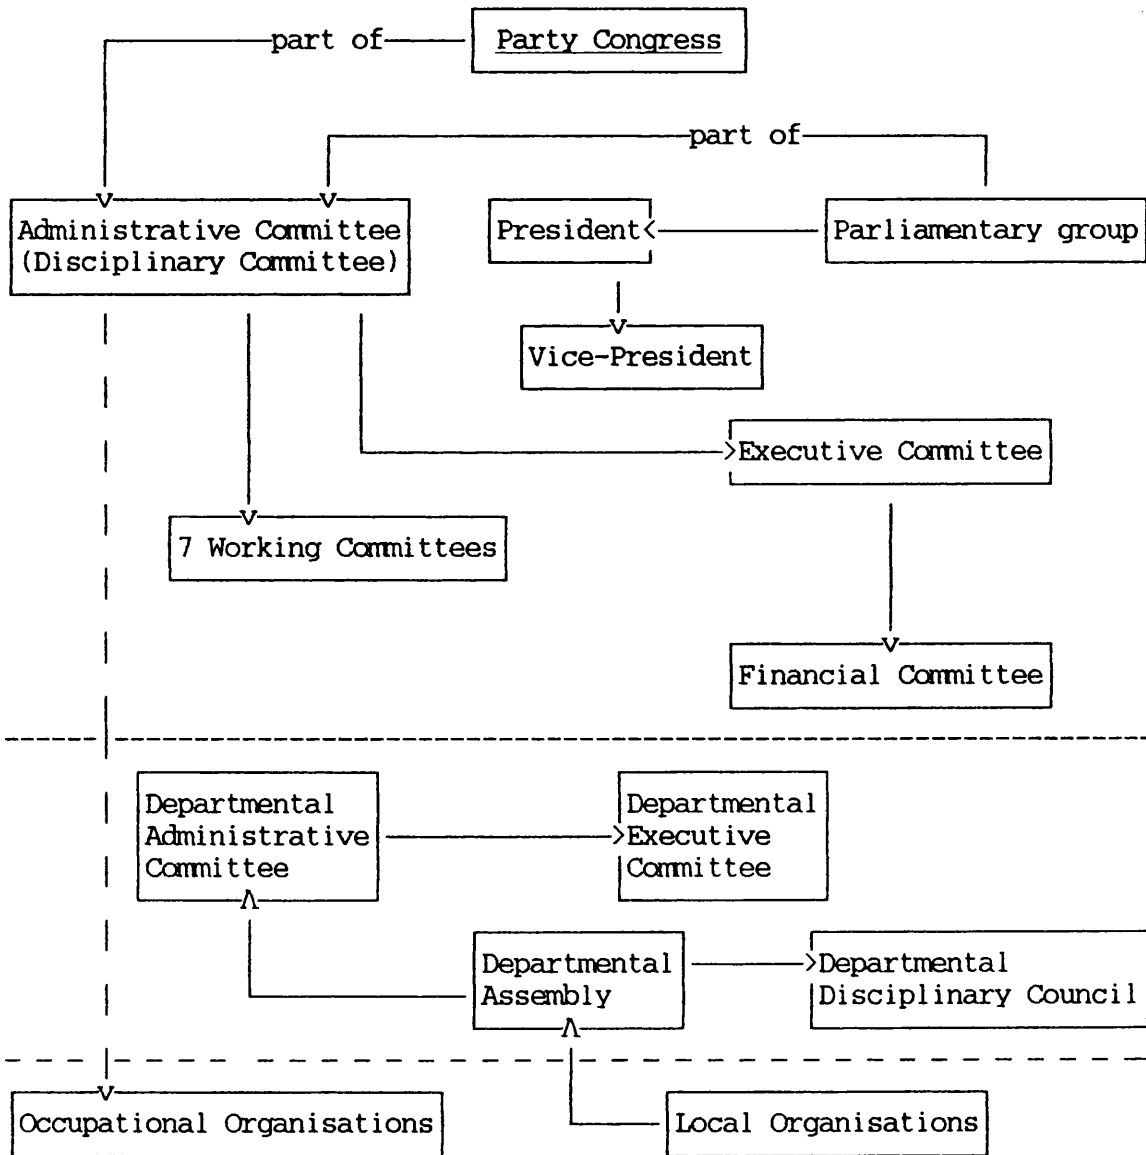 part of
Party Congress
part of
Administrative Committee
(Disciplinary Committee)
President
Parliamentary group
Vice-President
Executive Committee
7 Working Committees
Financial Committee
Departmental
Administrative
Committee
Departmental
Executive
Committee
Departmental
Assembly
Departmental
Disciplinary Council
Occupational Organisations
Local Organisations